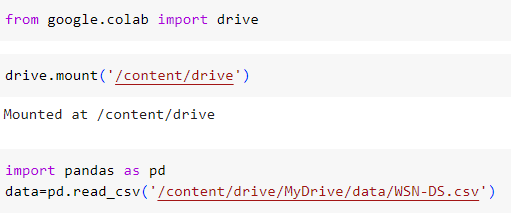 from google.colab import drive
drive.mount('/content/drive')
Mounted at /content/drive
import pandas as pd
data=pd.read_csv('/content/drive/MyDrive/data/WSN-DS.csv')